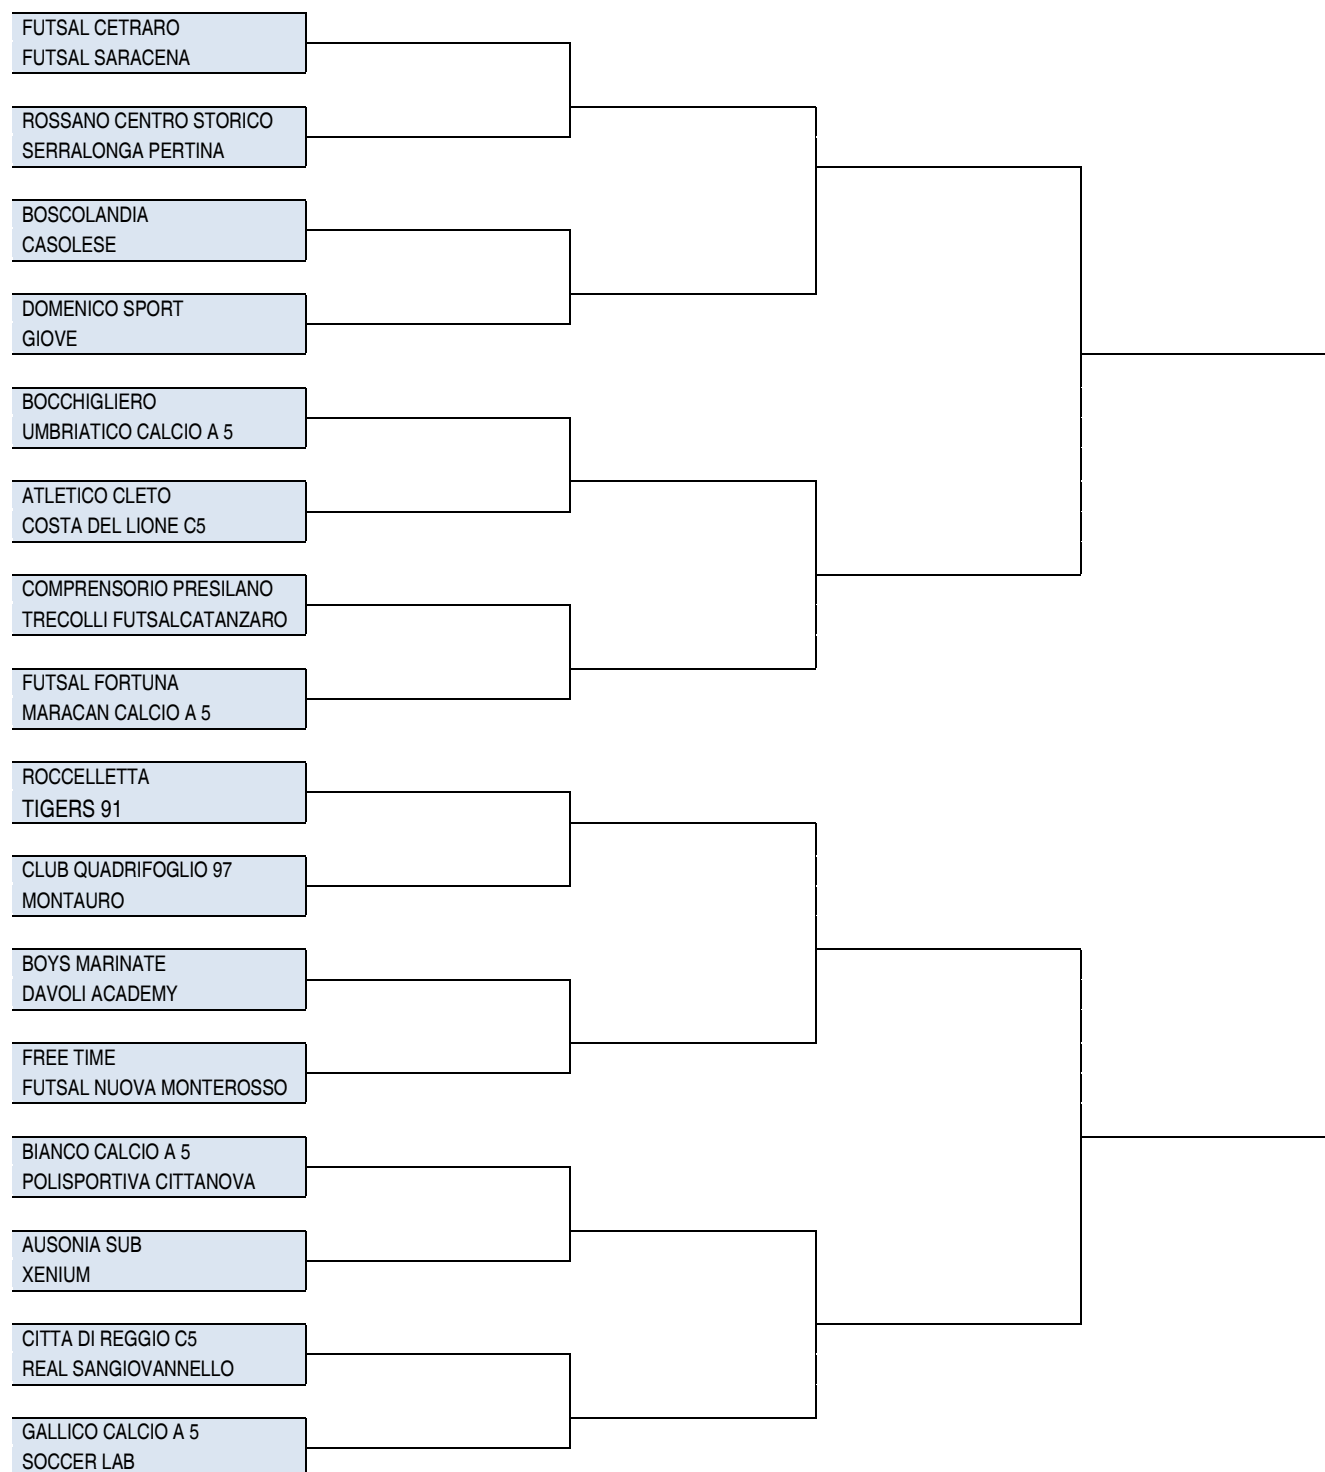 FUTSAL CETRARO
FUTSAL SARACENA
ROSSANO CENTRO STORICO
SERRALONGA PERTINA
BOSCOLANDIA
CASOLESE
DOMENICO SPORT
GIOVE
BOCCHIGLIERO
UMBRIATICO CALCIO A 5
ATLETICO CLETO
COSTA DEL LIONE C5
COMPRENSORIO PRESILANO
TRECOLLI FUTSALCATANZARO
FUTSAL FORTUNA
MARACAN CALCIO A 5
ROCCELLETTA
TIGERS 91
CLUB QUADRIFOGLIO 97
MONTAURO
BOYS MARINATE
DAVOLI ACADEMY
FREE TIME
FUTSAL NUOVA MONTEROSSO
BIANCO CALCIO A 5
POLISPORTIVA CITTANOVA
AUSONIA SUB
XENIUM
CITTA DI REGGIO C5
REAL SANGIOVANNELLO
GALLICO CALCIO A 5
SOCCER LAB